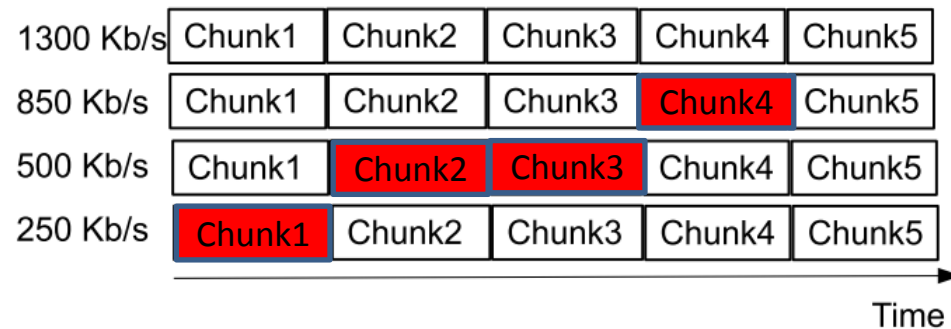 1300 Kb/s Chunk1 Chunk2 Chunk3 Chunk4 Chunk5
850 Kb/s Chunk1 Chunk2 Chunk3 Chunk4 Chunk5
500 Kb/s Chunk1 Chunk2 Chunk3 Chunk4 Chunk5
250 Kb/s Chunk1 Chunk2 Chunk3 Chunk4 Chunk5
Time